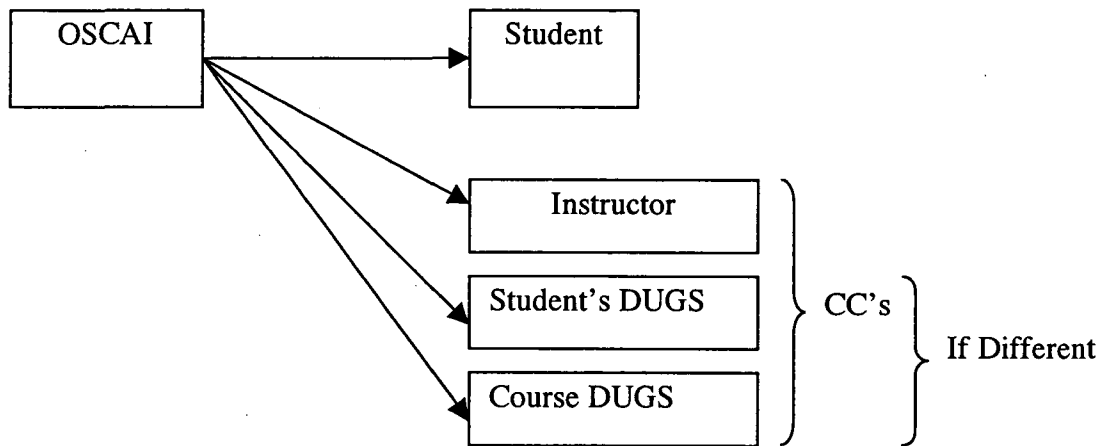 OSCAI
Student
Instructor
Student's DUGS
CC's
If Different
Course DUGS